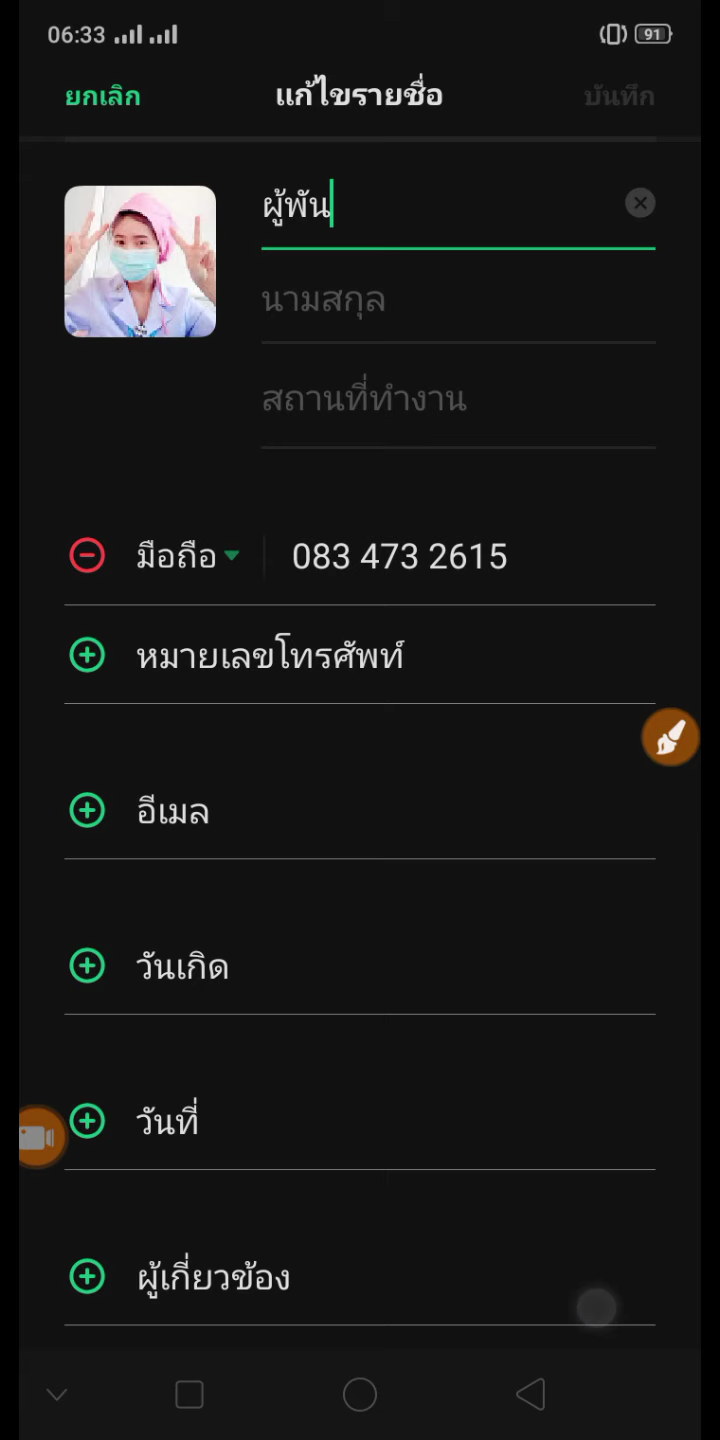 06:33 91
ยกเลิก แก้ไขรายชื่อ บันทึก
ผู้พัน
นามสกุล
สถานที่ทำงาน
มือถือ 083 473 2615
หมายเลขโทรศัพท์
อีเมล
วันเกิด
วันที่
ผู้เกี่ยวข้อง